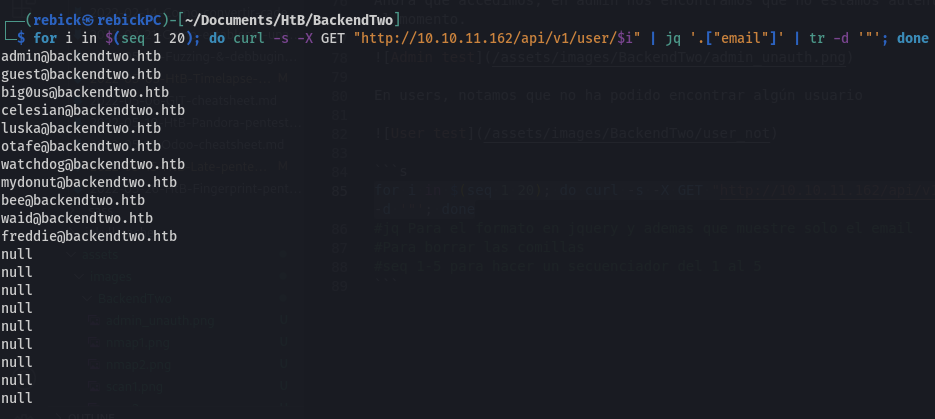 ┌──(rebick㉿rebickPC)-[~/Documents/HtB/BackendTwo]
└─$ for i in $(seq 1 20); do curl -s -X GET "http://10.10.11.162/api/v1/user/$i" | jq '.["email"]' | tr -d '"'; done
admin@backendtwo.htb
guest@backendtwo.htb
big0us@backendtwo.htb
celesian@backendtwo.htb
luska@backendtwo.htb
otafe@backendtwo.htb
watchdog@backendtwo.htb
mydonut@backendtwo.htb
bee@backendtwo.htb
waid@backendtwo.htb
freddie@backendtwo.htb
null
null
null
null
null
null
null
null
null